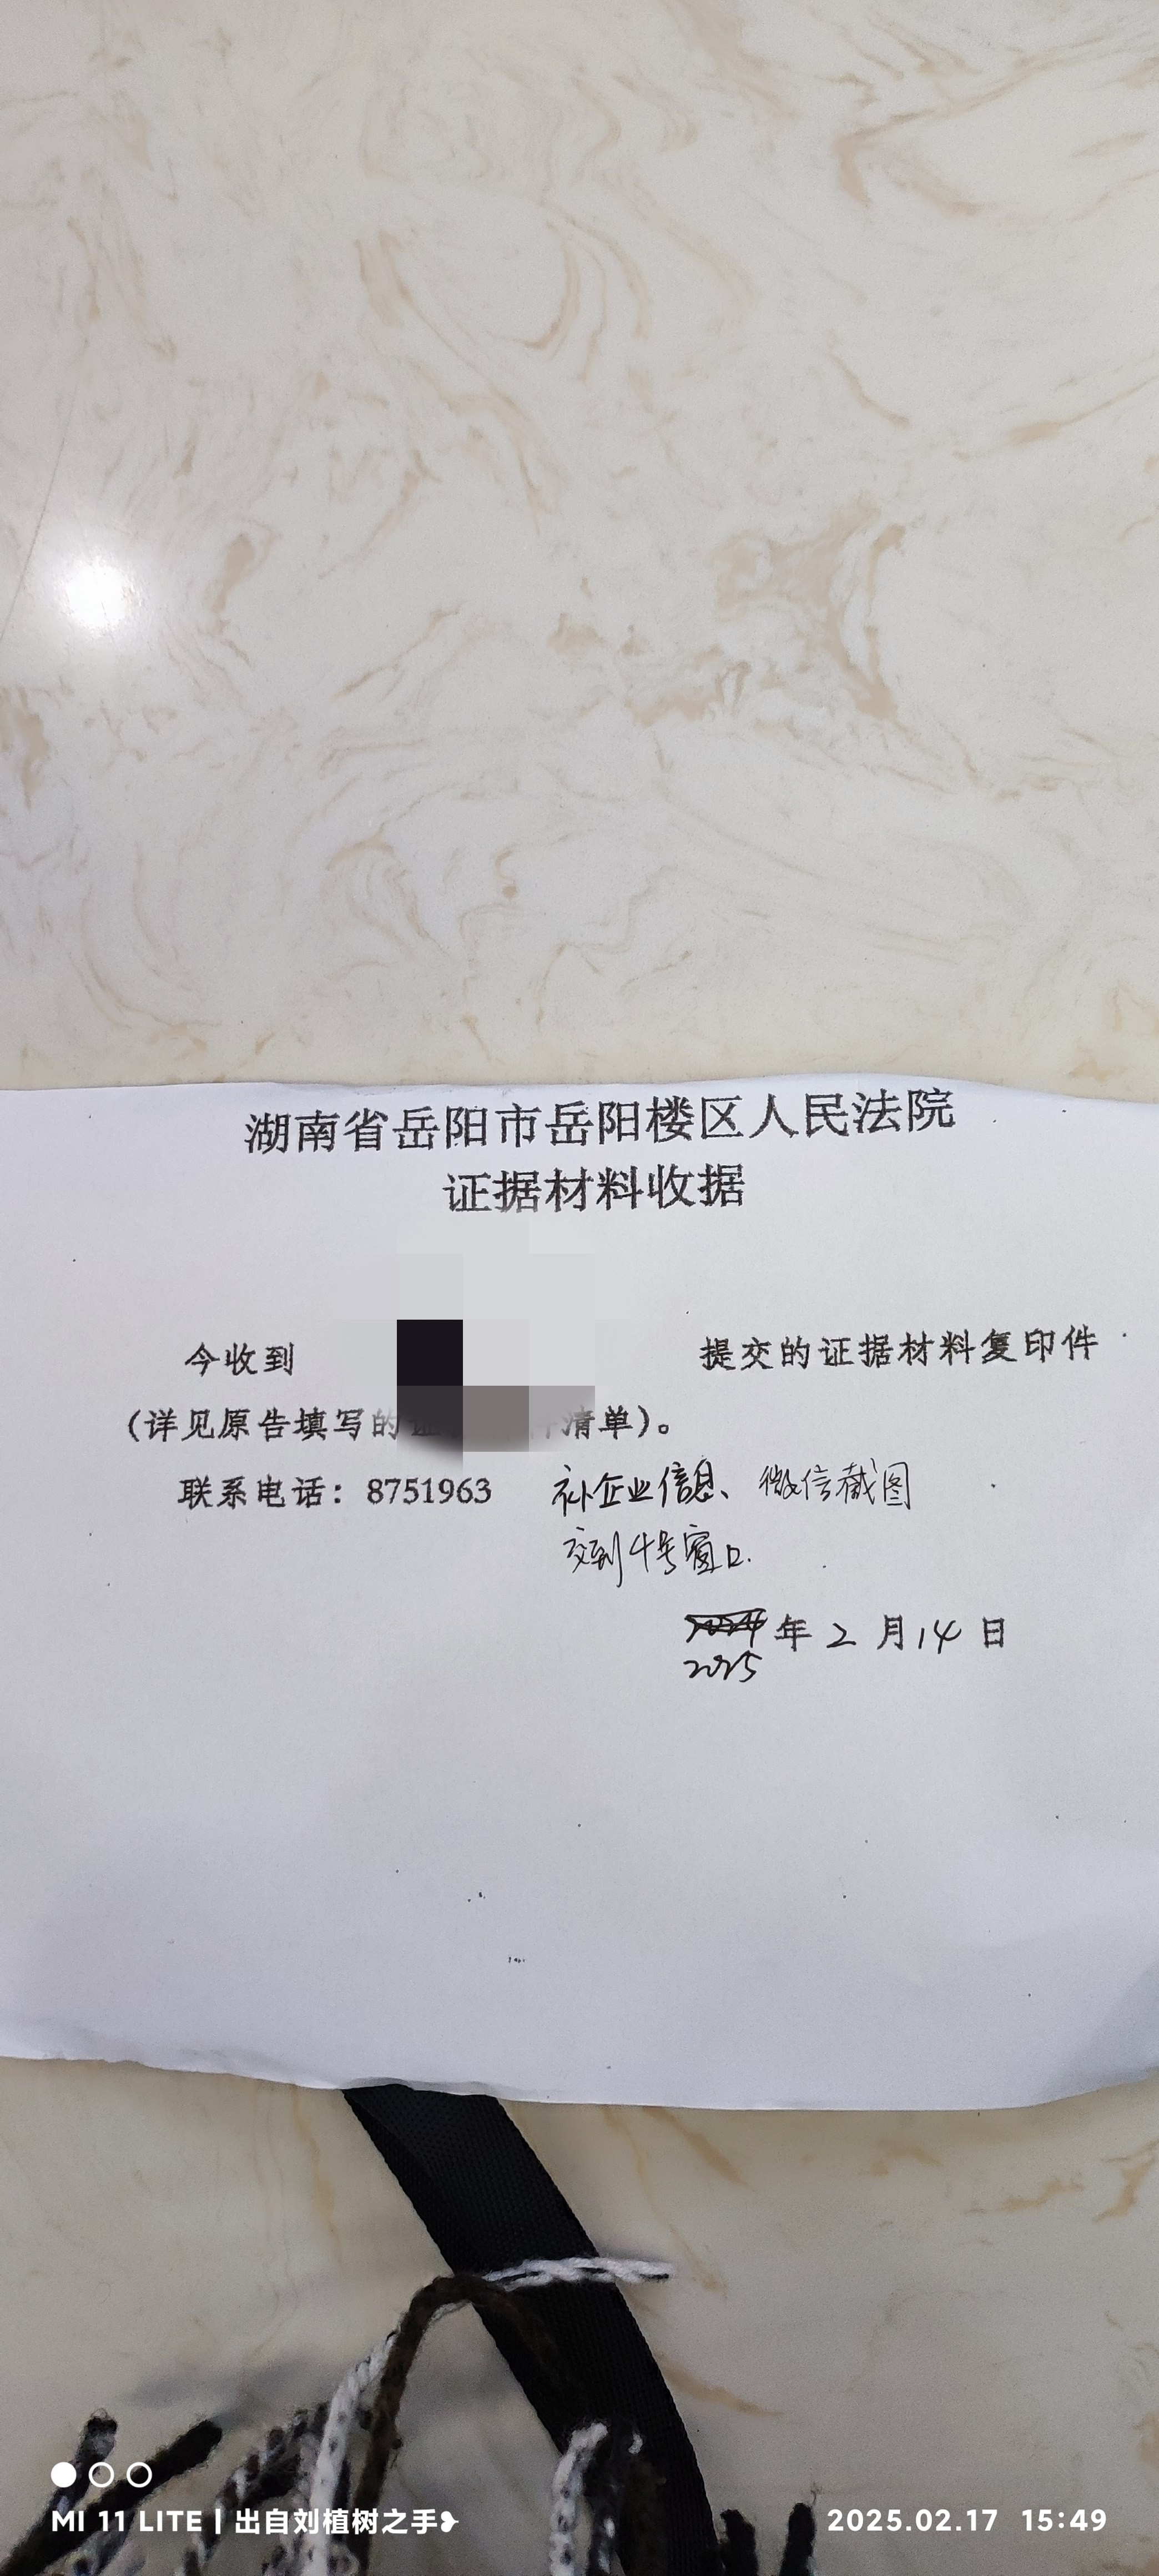 湖南省岳阳市岳阳楼区人民法院
证据材料收据
今收到 提交的证据材料复印件
(详见原告填写的 清单)。
联系电话: 8751963 补企业信息、微信截图
交到4号窗口.
年2月14日
2025
MI 11 LITE | 出自刘植树之手
2025.02.17 15:49